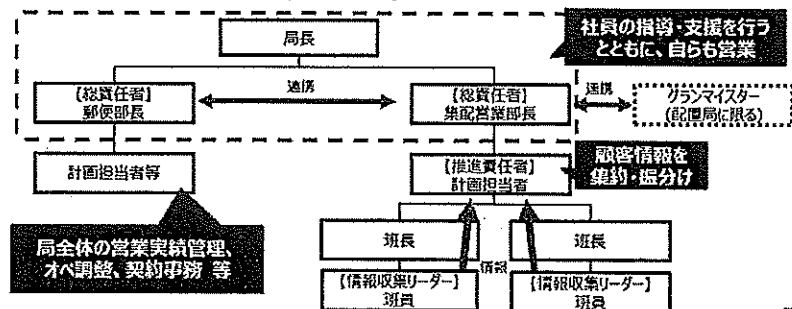 局長
社員の指導・支援を行う
とともに、自らも営業
【総責任者】
郵便部長
連携
【総責任者】
集配営業部長
連携
グランマイスター
(配置局に限る)
計画担当者等
【推進責任者】
計画担当者
顧客情報を
集約・区分け
局全体の営業実績管理、
オペ調整、契約事務 等
班長
班長
情報
【情報収集リーダー】
班員
【情報収集リーダー】
班員